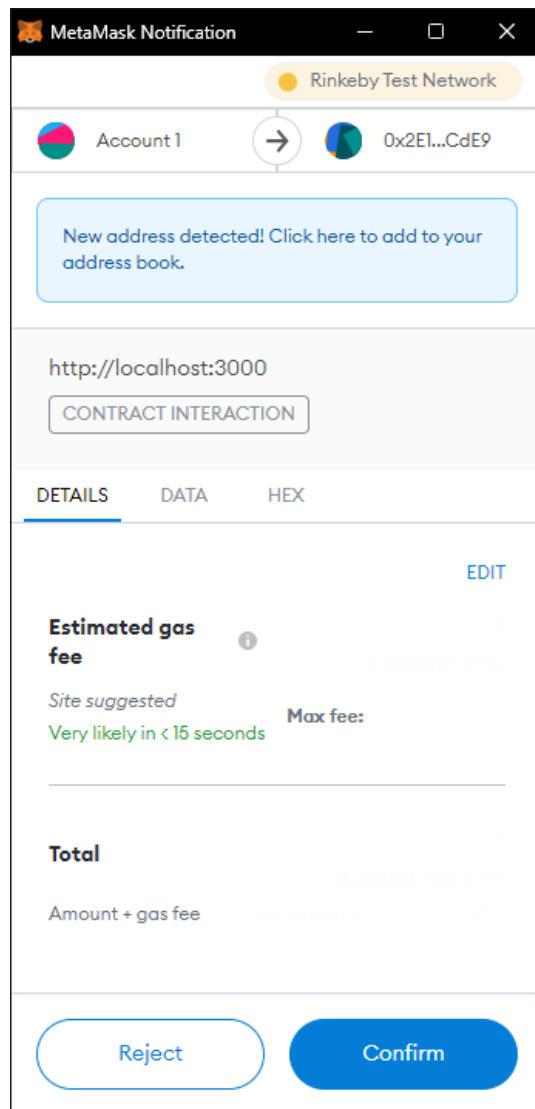 MetaMask Notification
Rinkeby Test Network
Account 1
0x2E1...CdE9
New address detected! Click here to add to your
address book.
http://localhost:3000
CONTRACT INTERACTION
DETAILS
DATA
HEX
EDIT
Estimated gas
fee
Site suggested
Very likely in < 15 seconds
Max fee:
Total
Amount + gas fee
Reject
Confirm